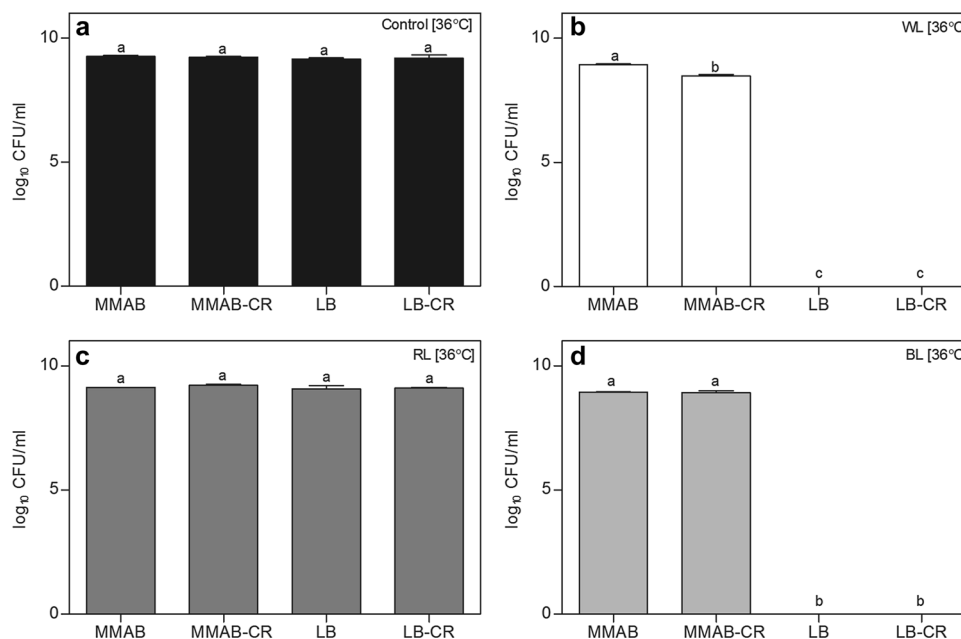 a
Control [36°C]
log₁₀ CFU/ml
10
5
0
a
a
a
a
MMAB
MMAB-CR
LB
LB-CR
b
WL [36°C
log₁₀ CFU/ml
10
5
0
a
b
c
c
MMAB
MMAB-CR
LB
LB-CR
c
RL [36°C]
log₁₀ CFU/ml
10
5
0
a
a
a
a
MMAB
MMAB-CR
LB
LB-CR
d
BL [36°C]
log₁₀ CFU/ml
10
5
0
a
a
b
b
MMAB
MMAB-CR
LB
LB-CR